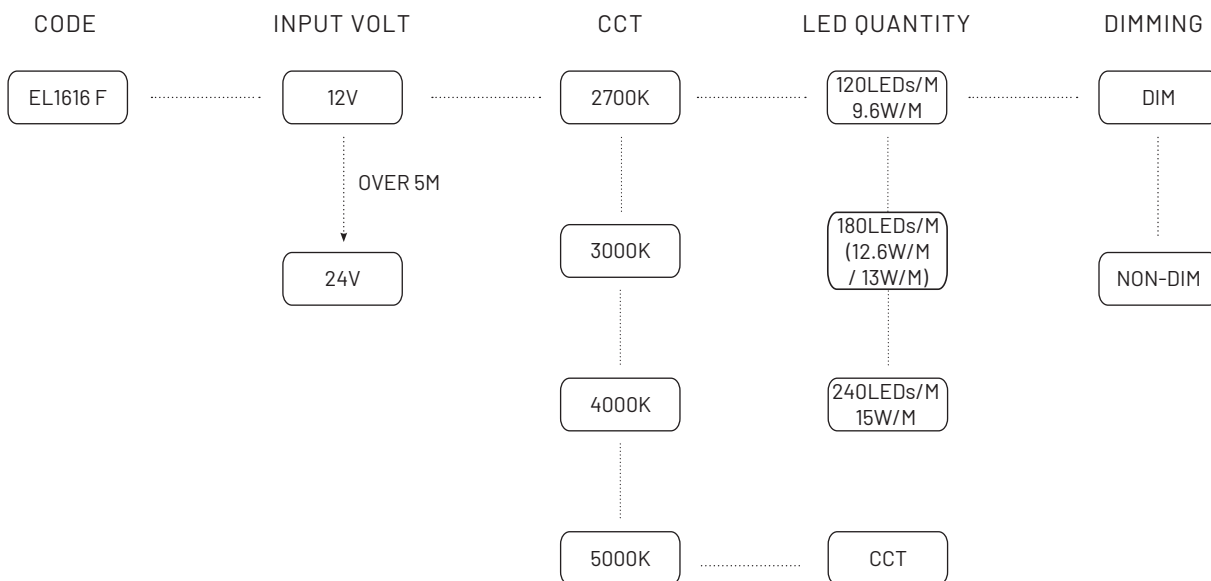 CODE
INPUT VOLT
CCT
LED QUANTITY
DIMMING
EL1616 F
12V
2700K
120LEDs/M
9.6W/M
DIM
OVER 5M
24V
3000K
180LEDs/M
(12.6W/M
/ 13W/M)
NON-DIM
4000K
240LEDs/M
15W/M
5000K
CCT